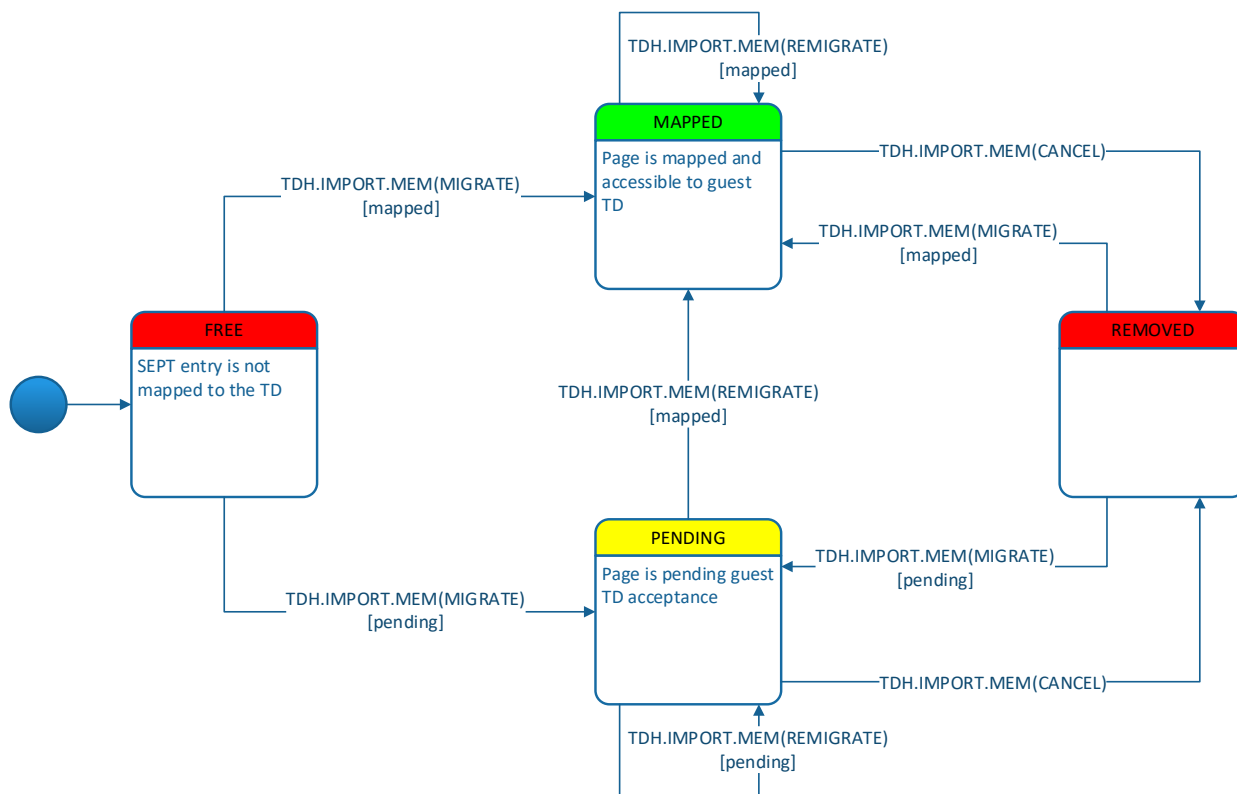 TDH.IMPORT.MEM(REMIGRATE)
[mapped]
MAPPED
Page is mapped and
accessible to guest
TD
TDH.IMPORT.MEM(CANCEL)
TDH.IMPORT.MEM(MIGRATE)
[mapped]
TDH.IMPORT.MEM(MIGRATE)
[mapped]
FREE
SEPT entry is not
mapped to the TD
REMOVED
TDH.IMPORT.MEM(REMIGRATE)
[mapped]
PENDING
Page is pending guest
TD acceptance
TDH.IMPORT.MEM(MIGRATE)
[pending]
TDH.IMPORT.MEM(MIGRATE)
[pending]
TDH.IMPORT.MEM(CANCEL)
TDH.IMPORT.MEM(REMIGRATE)
[pending]